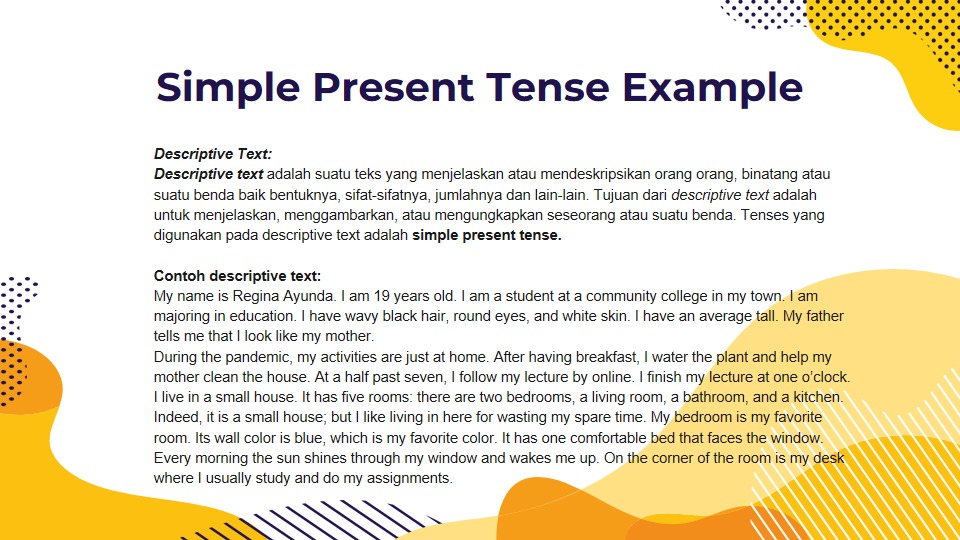 Simple Present Tense Example
Descriptive Text:
Descriptive text adalah suatu teks yang menjelaskan atau mendeskripsikan orang orang, binatang atau
suatu benda baik bentuknya, sifat-sifatnya, jumlahnya dan lain-lain. Tujuan dari descriptive text adalah
untuk menjelaskan, menggambarkan, atau mengungkapkan seseorang atau suatu benda. Tenses yang
digunakan pada descriptive text adalah simple present tense.
Contoh descriptive text:
My name is Regina Ayunda. I am 19 years old. I am a student at a community college in my town. I am
majoring in education. I have wavy black hair, round eyes, and white skin. I have an average tall. My father
tells me that I look like my mother.
During the pandemic, my activities are just at home. After having breakfast, I water the plant and help my
mother clean the house. At a half past seven, I follow my lecture by online. I finish my lecture at one o’clock.
I live in a small house. It has five rooms: there are two bedrooms, a living room, a bathroom, and a kitchen.
Indeed, it is a small house; but I like living in here for wasting my spare time. My bedroom is my favorite
room. Its wall color is blue, which is my favorite color. It has one comfortable bed that faces the window.
Every morning the sun shines through my window and wakes me up. On the corner of the room is my desk
where I usually study and do my assignments.